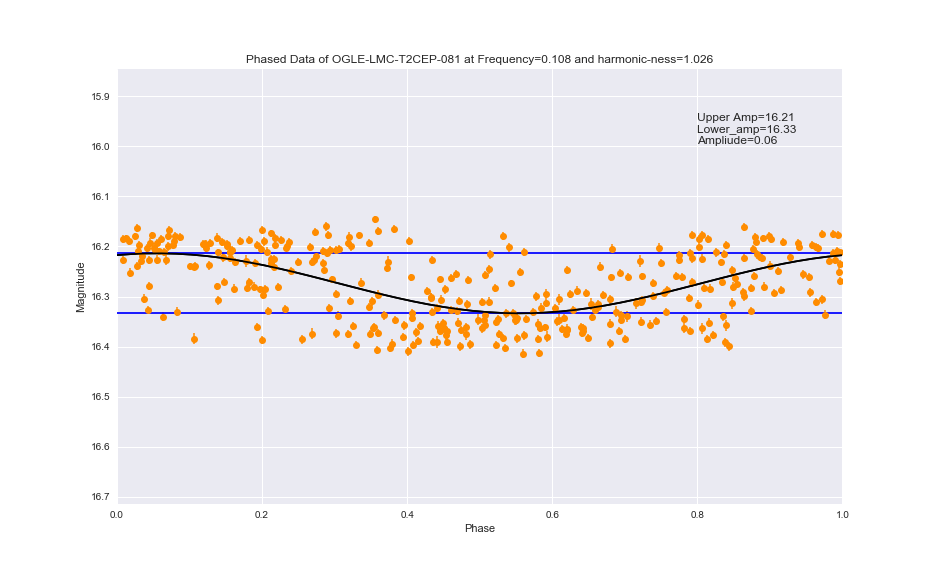 Phased Data of OGLE-LMC-T2CEP-081 at Frequency=0.108 and harmonic-ness=1.026
Upper Amp=16.21
Lower_amp=16.33
Ampliude=0.06
Magnitude
15.9
16.0
16.1
16.2
16.3
16.4
16.5
16.6
16.7
0.0
0.2
0.4
0.6
0.8
1.0
Phase